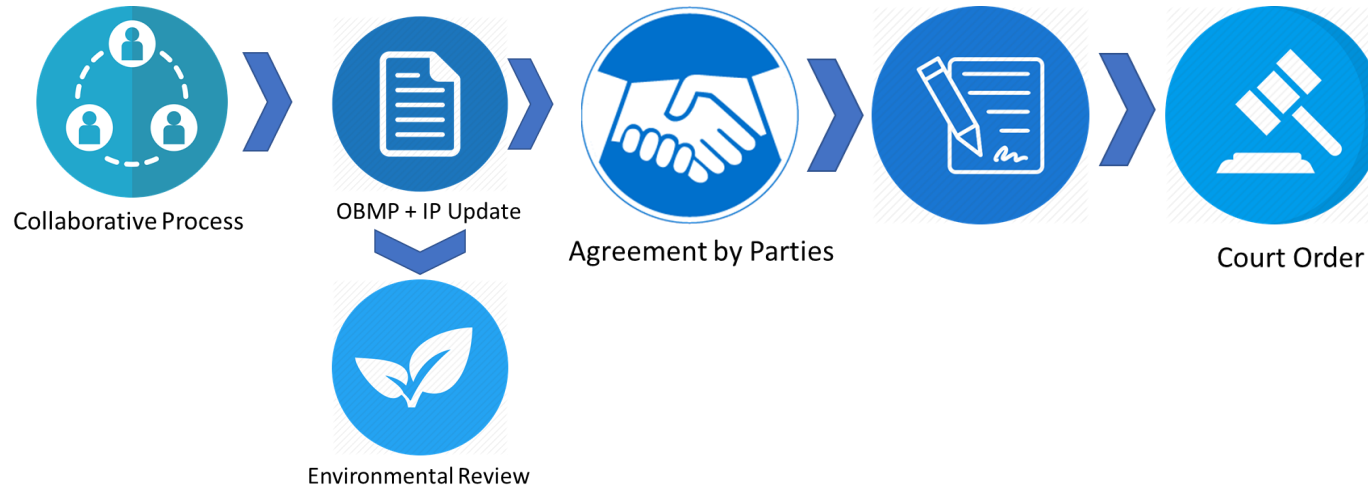 Collaborative Process
OBMP + IP Update
Agreement by Parties
Court Order
Environmental Review